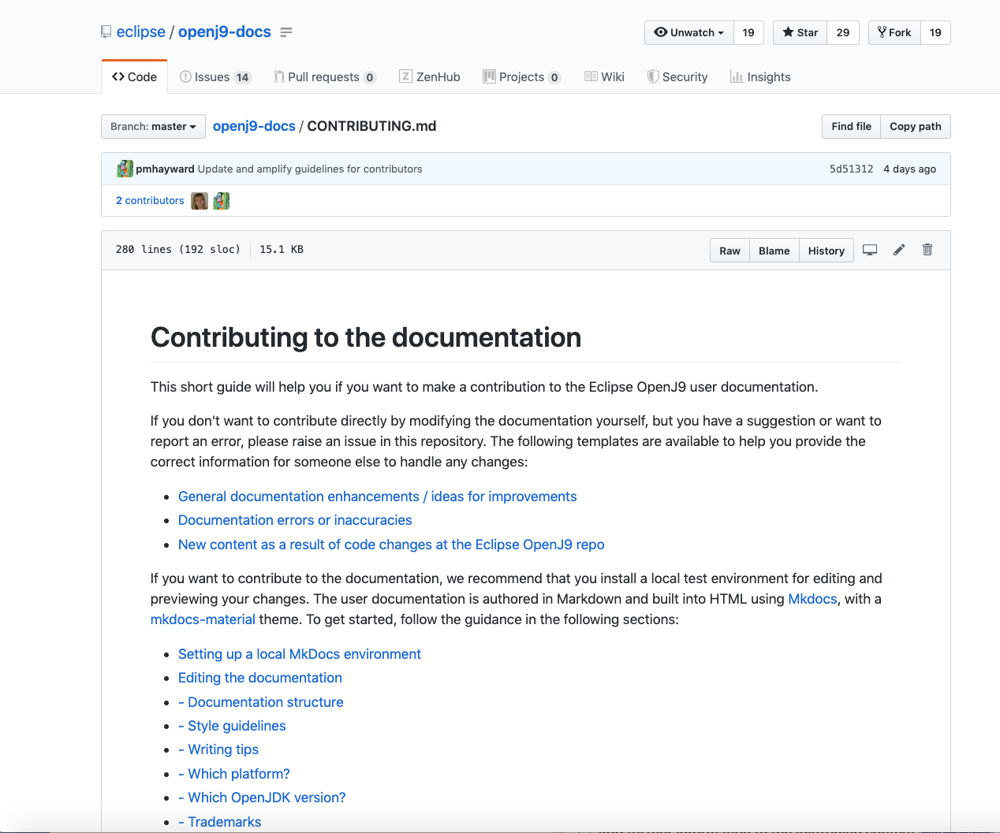 eclipse / openj9-docs
Unwatch 19 Star 29 Fork 19
Code Issues 14 Pull requests 0 ZenHub Projects 0 Wiki Security Insights
Branch: master openj9-docs / CONTRIBUTING.md Find file Copy path
pmhayward Update and amplify guidelines for contributors 5d51312 4 days ago
2 contributors
280 lines (192 sloc) 15.1 KB Raw Blame History
Contributing to the documentation
This short guide will help you if you want to make a contribution to the Eclipse OpenJ9 user documentation.
If you don't want to contribute directly by modifying the documentation yourself, but you have a suggestion or want to
report an error, please raise an issue in this repository. The following templates are available to help you provide the
correct information for someone else to handle any changes:
• General documentation enhancements / ideas for improvements
• Documentation errors or inaccuracies
• New content as a result of code changes at the Eclipse OpenJ9 repo
If you want to contribute to the documentation, we recommend that you install a local test environment for editing and
previewing your changes. The user documentation is authored in Markdown and built into HTML using Mkdocs, with a
mkdocs-material theme. To get started, follow the guidance in the following sections:
• Setting up a local MkDocs environment
• Editing the documentation
• - Documentation structure
• - Style guidelines
• - Writing tips
• - Which platform?
• - Which OpenJDK version?
• - Trademarks